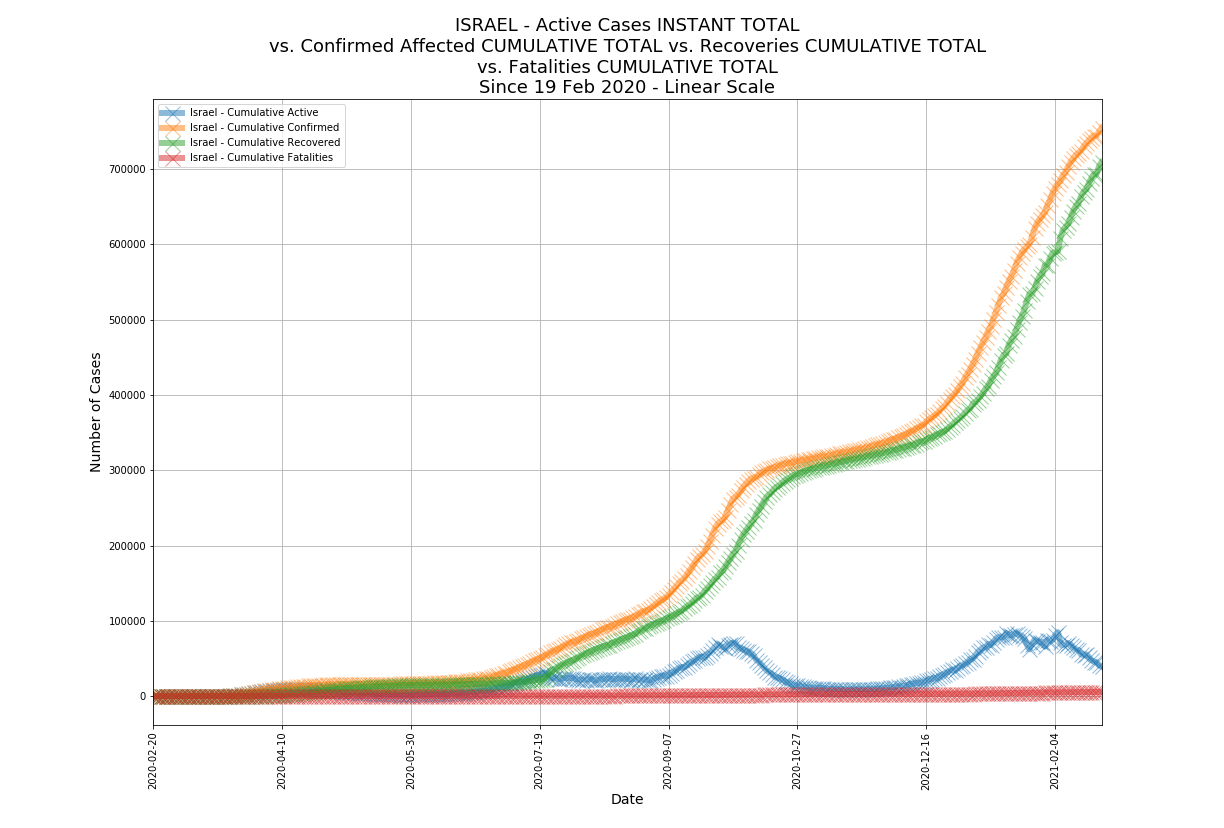 ISRAEL - Active Cases INSTANT TOTAL
vs. Confirmed Affected CUMULATIVE TOTAL vs. Recoveries CUMULATIVE TOTAL
vs. Fatalities CUMULATIVE TOTAL
Since 19 Feb 2020 - Linear Scale
Israel - Cumulative Active
Israel - Cumulative Confirmed
Israel - Cumulative Recovered
Israel - Cumulative Fatalities
Number of Cases
700000
600000
500000
400000
300000
200000
100000
0
2020-02-20
2020-04-10
2020-05-30
2020-07-19
2020-09-07
2020-10-27
2020-12-16
2021-02-04
Date